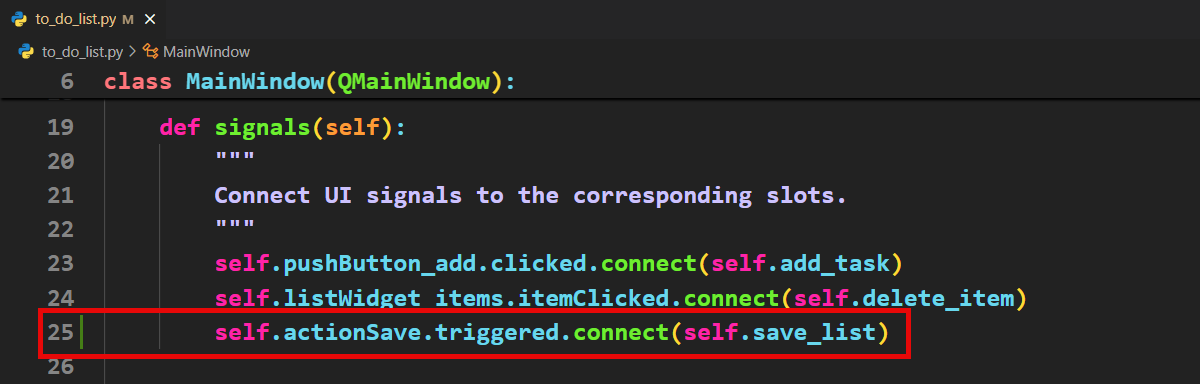 to_do_list.py M ×
to_do_list.py > MainWindow
6 class MainWindow(QMainWindow):
19 def signals(self):
20 """
21 Connect UI signals to the corresponding slots.
22 """
23 self.pushButton_add.clicked.connect(self.add_task)
24 self.listWidget_items.itemClicked.connect(self.delete_item)
25 self.actionSave.triggered.connect(self.save_list)
26